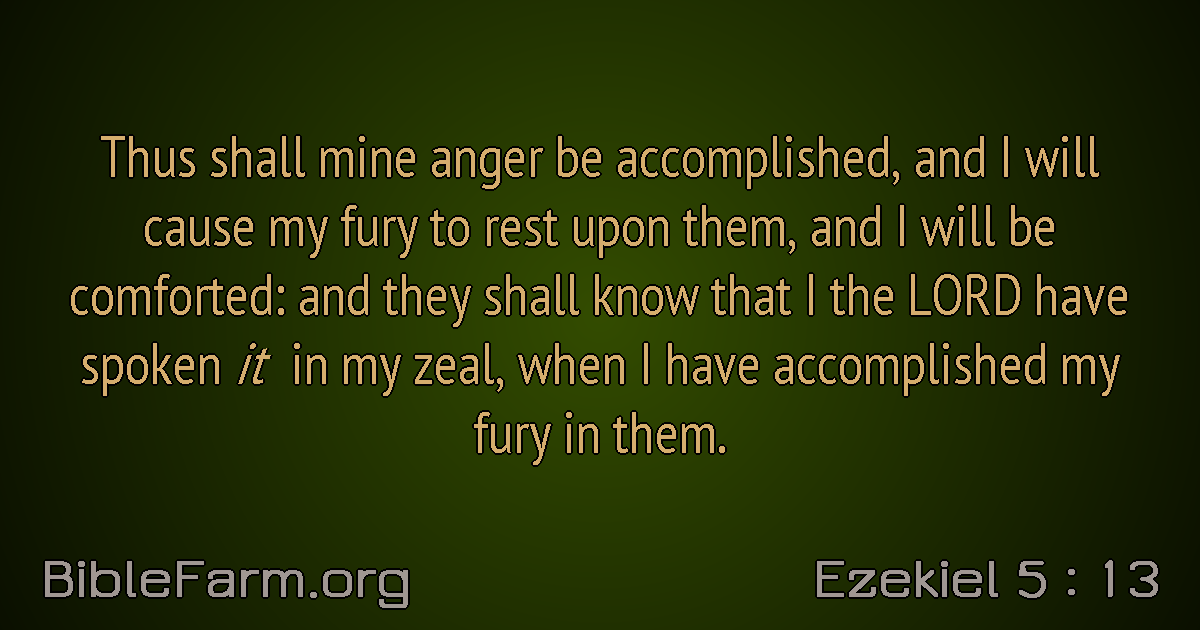 Thus shall mine anger be accomplished, and I will
cause my fury to rest upon them, and I will be
comforted: and they shall know that I the LORD have
spoken it in my zeal, when I have accomplished my
fury in them.
BibleFarm.org
Ezekiel 5 : 13